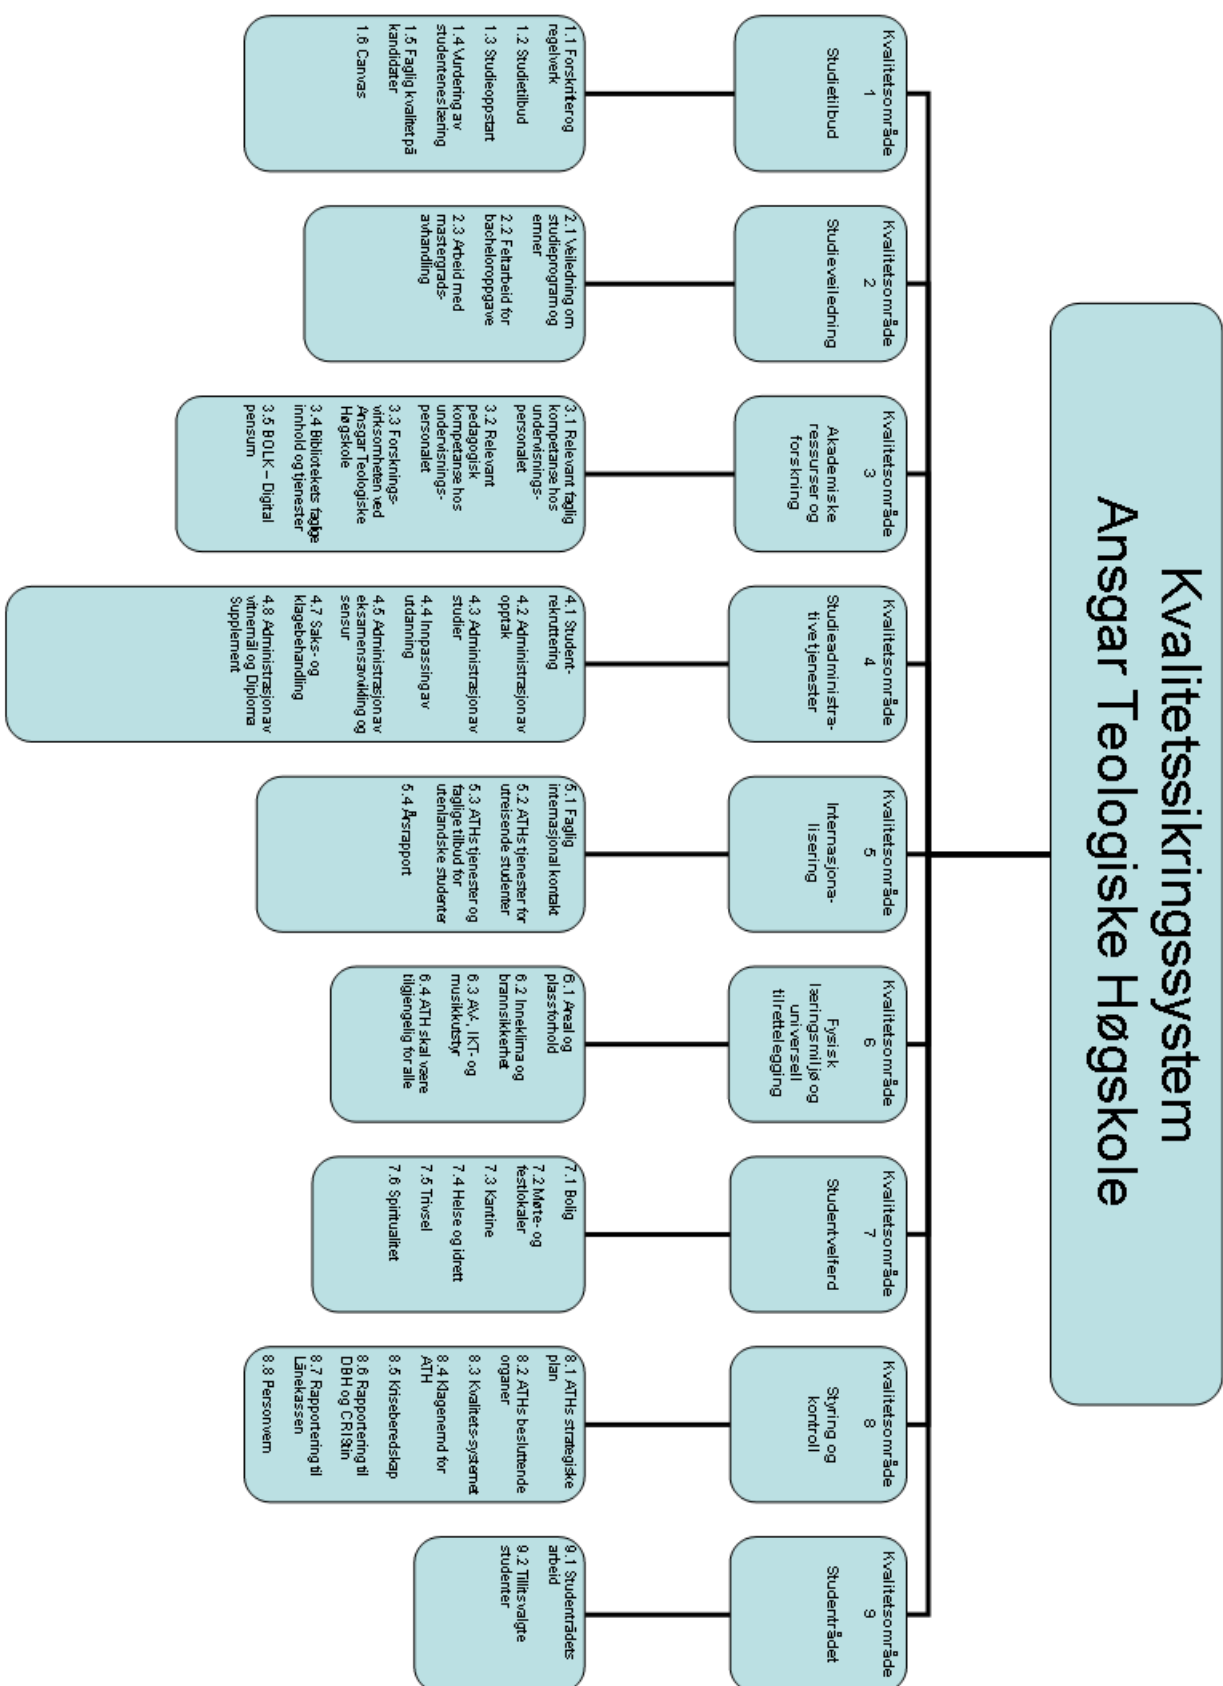 Kvalitetssikringssystem
Ansgar Teologiske Høgskole
Kvalitetsområde
1
Studietilbud
1.1 Forskrifter og
regelverk
1.2 Studietilbud
1.3 Studieoppstart
1.4 Vurdering av
studentenes læring
1.5 Faglig kvalitet på
kandidater
1.6 Canvas
Kvalitetsområde
2
Studieveiledning
2.1 Veiledning om
studieprogram og
emner
2.2 Feltarbeid for
bacheloroppgave
2.3 Arbeid med
mastergrads-
avhandling
Kvalitetsområde
3
Akademiske
ressurser og
forskning
3.1 Relevant faglig
kompetanse hos
undervisnings-
personalet
3.2 Relevant
pedagogisk
kompetanse hos
undervisnings-
personalet
3.3 Forsknings-
virksomheten ved
Ansgar Teologiske
Høgskole
3.4 Bibliotekets faglige
innhold og tjenester
3.5 BOLK – Digital
pensum
Kvalitetsområde
4
Studieadministra-
tive tjenester
4.1 Student-
rekruttering
4.2 Administrasjon av
opptak
4.3 Administrasjon av
studier
4.4 Innpassing av
utdanning
4.5 Administrasjon av
eksamensavvikling og
sensur
4.7 Saks- og
klagebehandling
4.8 Administrasjon av
vitnemål og Diploma
Supplement
Kvalitetsområde
5
Internasjona-
lisering
5.1 Faglig
internasjonal kontakt
5.2 ATHs tjenester for
utreisende studenter
5.3 ATHs tjenester og
faglige tilbud for
utenlandske studenter
5.4 Årsrapport
Kvalitetsområde
6
Fysisk
læringsmiljø og
universell
tilrettelegging
6.1 Areal og
plassforhold
6.2 Inneklima og
brannsikkerhet
6.3 AV-, IKT- og
musikkutstyr
6.4 ATH skal være
tilgjengelig for alle
Kvalitetsområde
7
Studentvelferd
7.1 Bolig
7.2 Møte- og
festlokaler
7.3 Kantine
7.4 Helse og idrett
7.5 Trivsel
7.6 Spiritualitet
Kvalitetsområde
8
Styring og
kontroll
8.1 ATHs strategiske
plan
8.2 ATHs besluttende
organer
8.3 Kvalitets-systemet
8.4 Klagenemd for
ATH
8.5 Kriseberedskap
8.6 Rapportering til
DBH og CRIStin
8.7 Rapportering til
Lånekassen
8.8 Personvern
Kvalitetsområde
9
Studentrådet
9.1 Studentrådets
arbeid
9.2 Tillitsvalgte
studenter